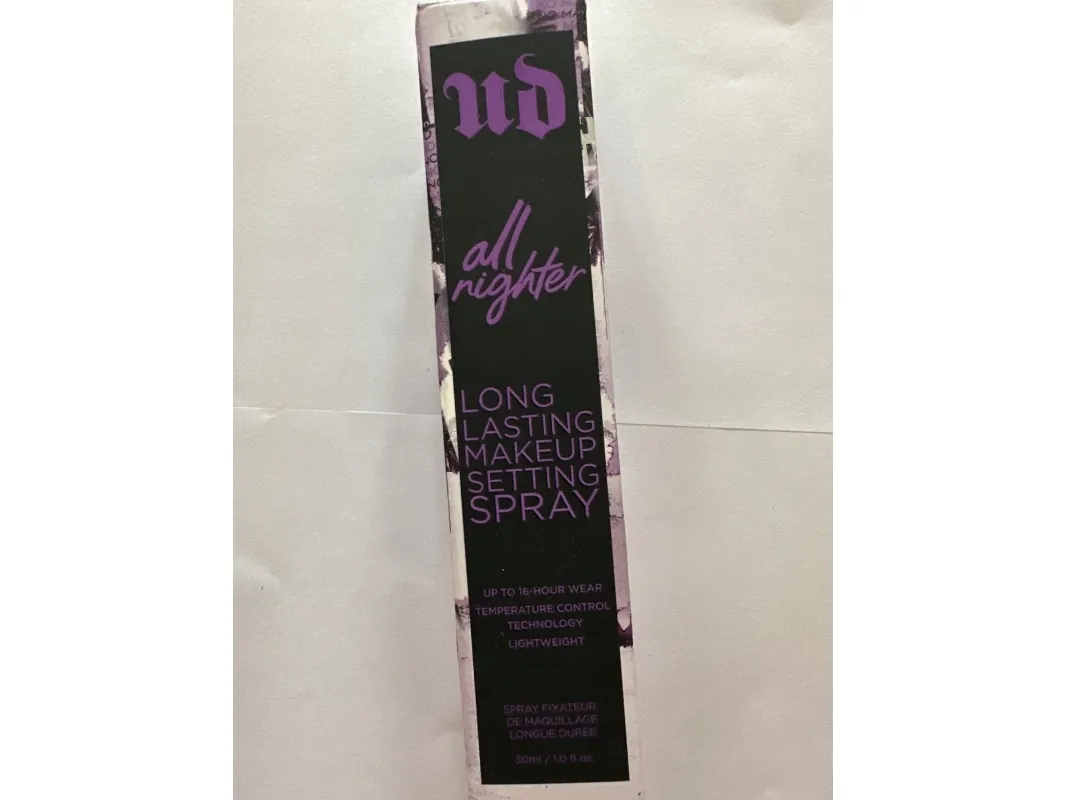 ud
all
nighter
LONG
LASTING
MAKEUP
SETTING
SPRAY
UP TO 16-HOUR WEAR
TEMPERATURE CONTROL
TECHNOLOGY
LIGHTWEIGHT
SPRAY FIXATEUR
DE MAQUILLAGE
LONGUE DURÉE
30ml / 1.0 fl oz.